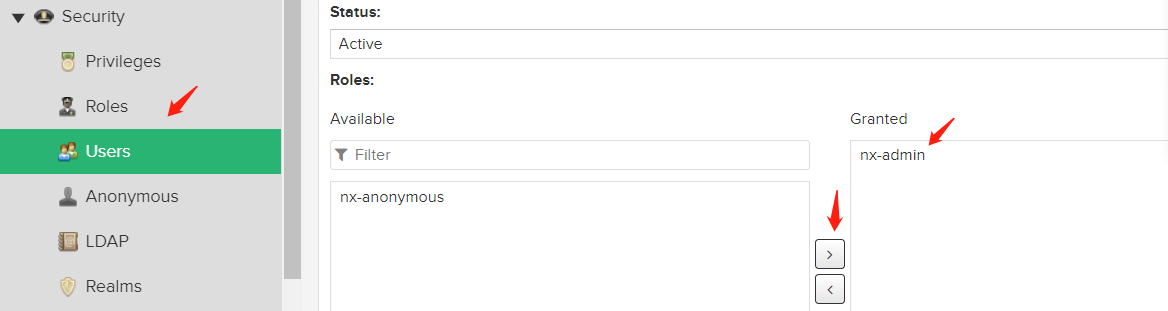 Security
Privileges
Roles
Users
Anonymous
LDAP
Realms
Status:
Active
Roles:
Available
Filter
nx-anonymous
>
<
Granted
nx-admin